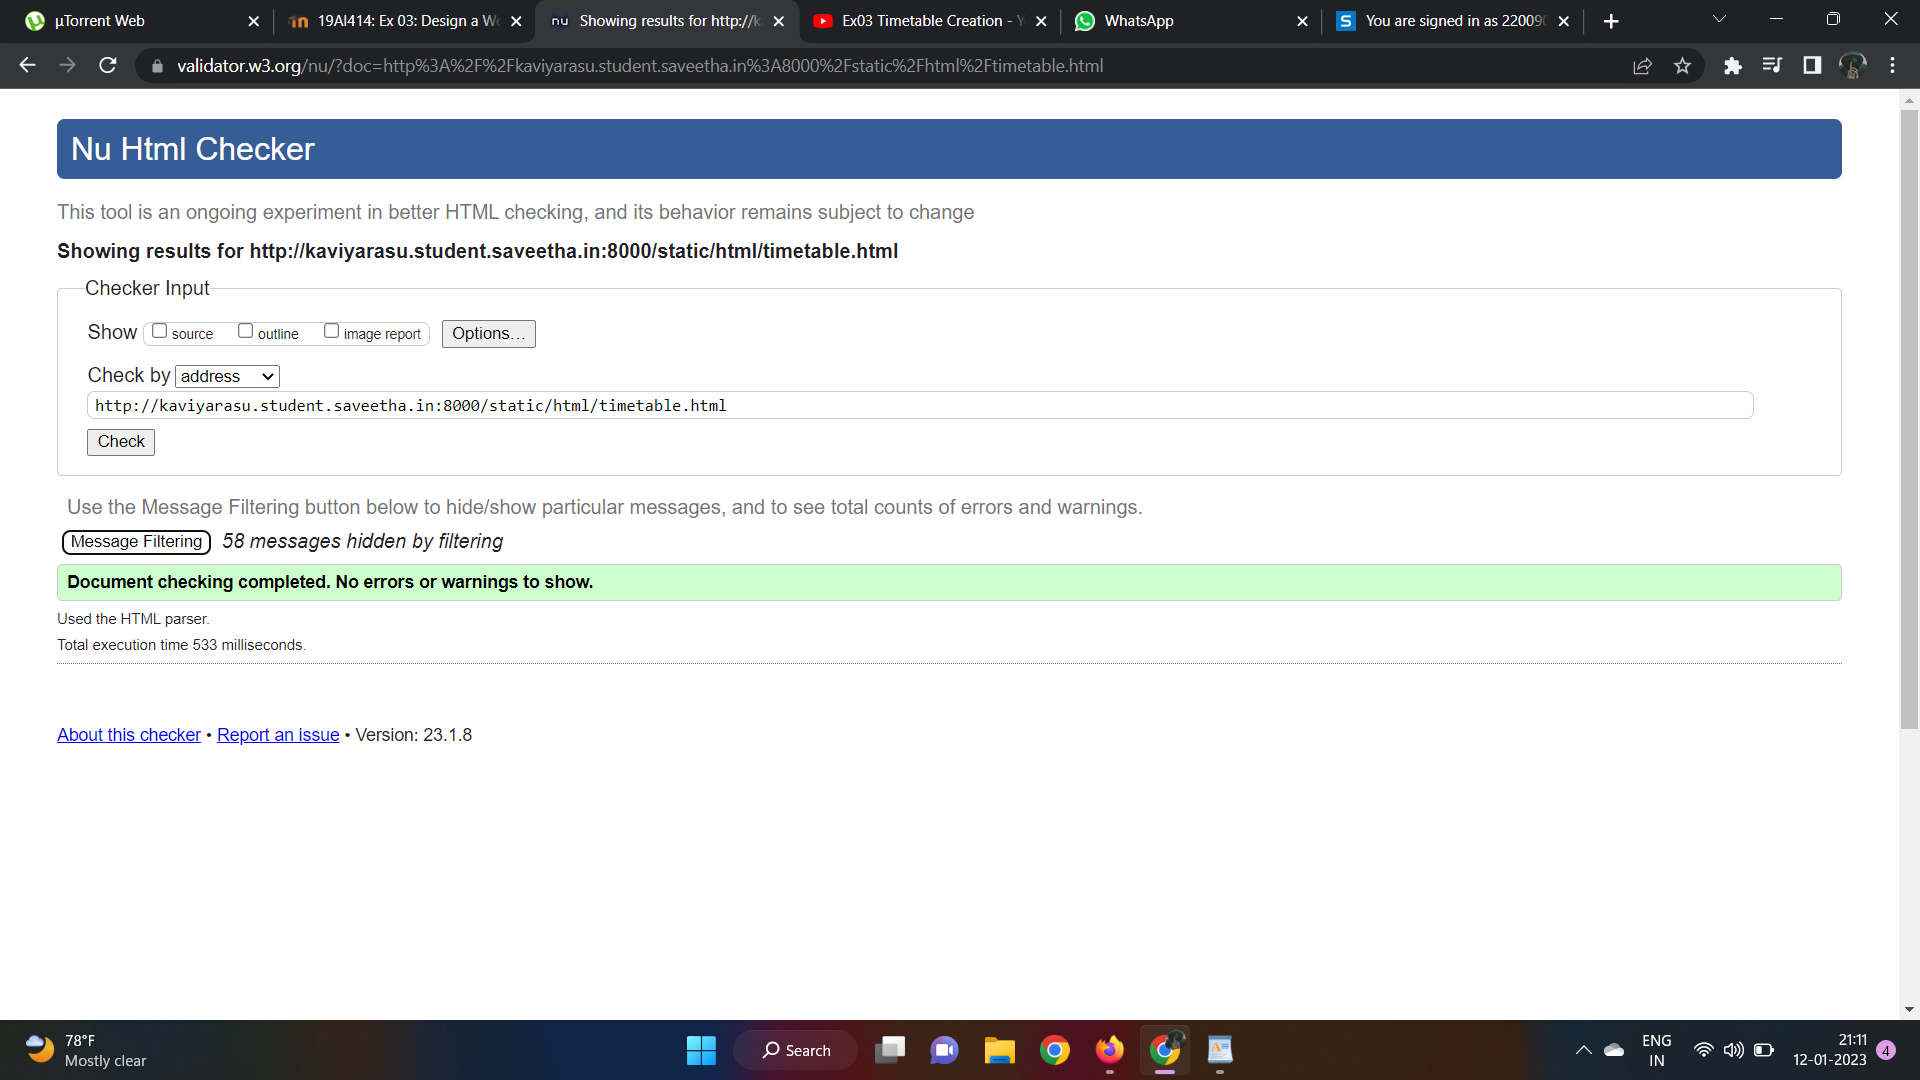 µTorrent Web
19AI414: Ex 03: Design a We
nu Showing results for http://k
Ex03 Timetable Creation - Y
WhatsApp
S You are signed in as 22009
validator.w3.org/nu/?doc=http%3A%2F%2Fkaviyarasu.student.saveetha.in%3A8000%2Fstatic%2Fhtml%2Ftimetable.html
Nu Html Checker
This tool is an ongoing experiment in better HTML checking, and its behavior remains subject to change
Showing results for http://kaviyarasu.student.saveetha.in:8000/static/html/timetable.html
Checker Input
Show source outline image report Options...
Check by address
http://kaviyarasu.student.saveetha.in:8000/static/html/timetable.html
Check
Use the Message Filtering button below to hide/show particular messages, and to see total counts of errors and warnings.
Message Filtering 58 messages hidden by filtering
Document checking completed. No errors or warnings to show.
Used the HTML parser.
Total execution time 533 milliseconds.
About this checker • Report an issue • Version: 23.1.8
78°F
Mostly clear
Search
ENG
IN
21:11
12-01-2023
4